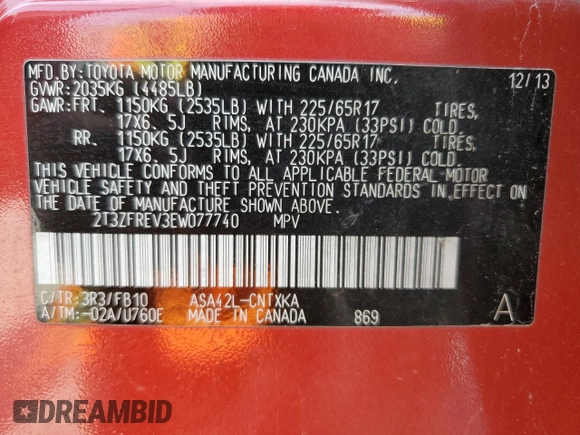 MFD. BY: TOYOTA MOTOR MANUFACTURING CANADA INC. 12/13
GVWR: 2035KG (4485LB)
GAWR: FRT. 1150KG (2535LB) WITH 225/65R17 TIRES,
17X6. 5J RIMS, AT 230KPA (33PSI) COLD.
RR. 1150KG (2535LB) WITH 225/65R17 TIRES,
17X6. 5J RIMS, AT 230KPA (33PSI) COLD.
THIS VEHICLE CONFORMS TO ALL APPLICABLE FEDERAL-MOTOR
VEHICLE SAFETY AND THEFT PREVENTION STANDARDS IN EFFECT ON
THE DATE OF MANUFACTURE SHOWN ABOVE.
2T3ZFREV3EW077740 MPV
C/TR: 3R3/FB10 ASA42L-CNTXKA
A/TM: -02A/U760E MADE IN CANADA 869 A
DREAMBID